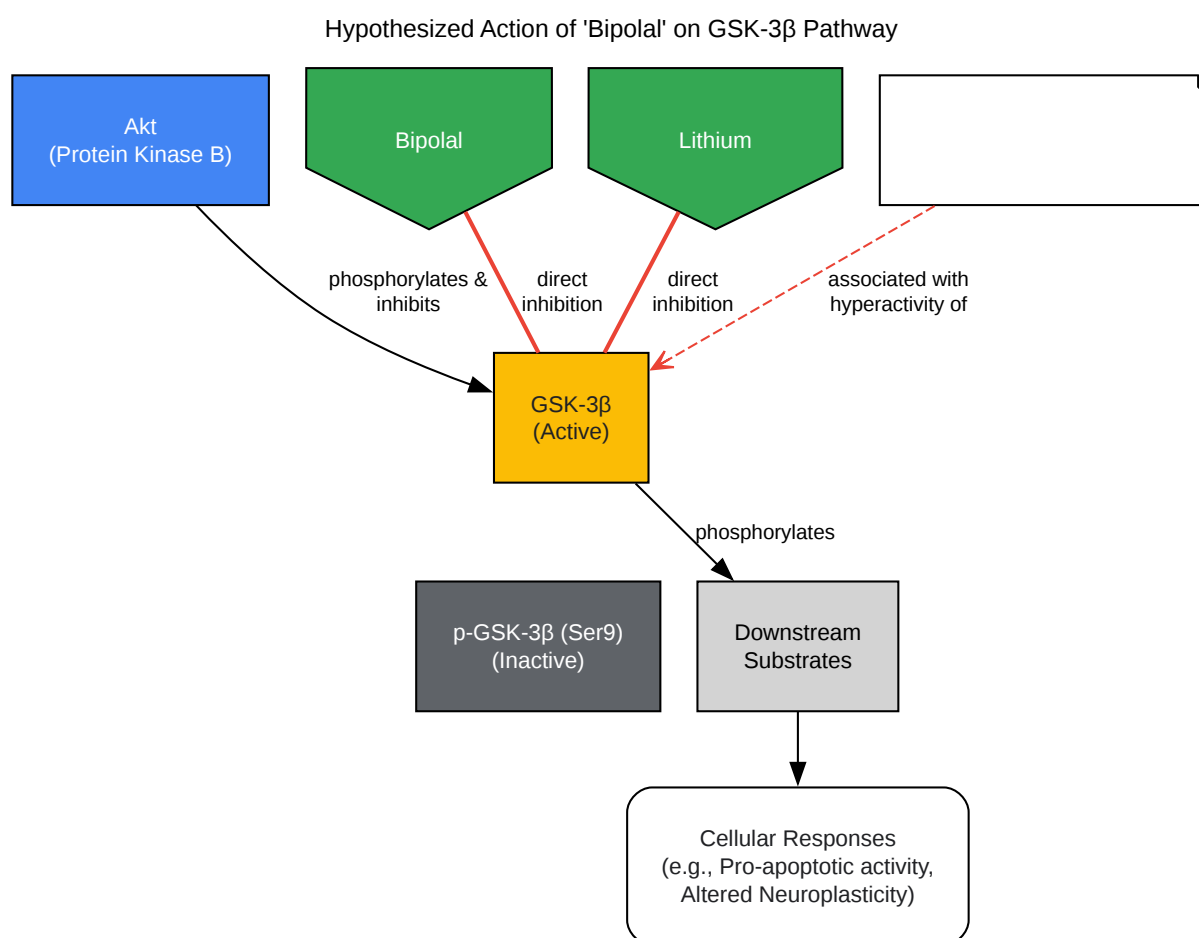 Hypothesized Action of 'Bipolal' on GSK-3β Pathway
Akt
(Protein Kinase B)
Bipolal
Lithium
phosphorylates &
inhibits
direct
inhibition
direct
inhibition
associated with
hyperactivity of
GSK-3β
(Active)
phosphorylates
p-GSK-3β (Ser9)
(Inactive)
Downstream
Substrates
Cellular Responses
(e.g., Pro-apoptotic activity,
Altered Neuroplasticity)